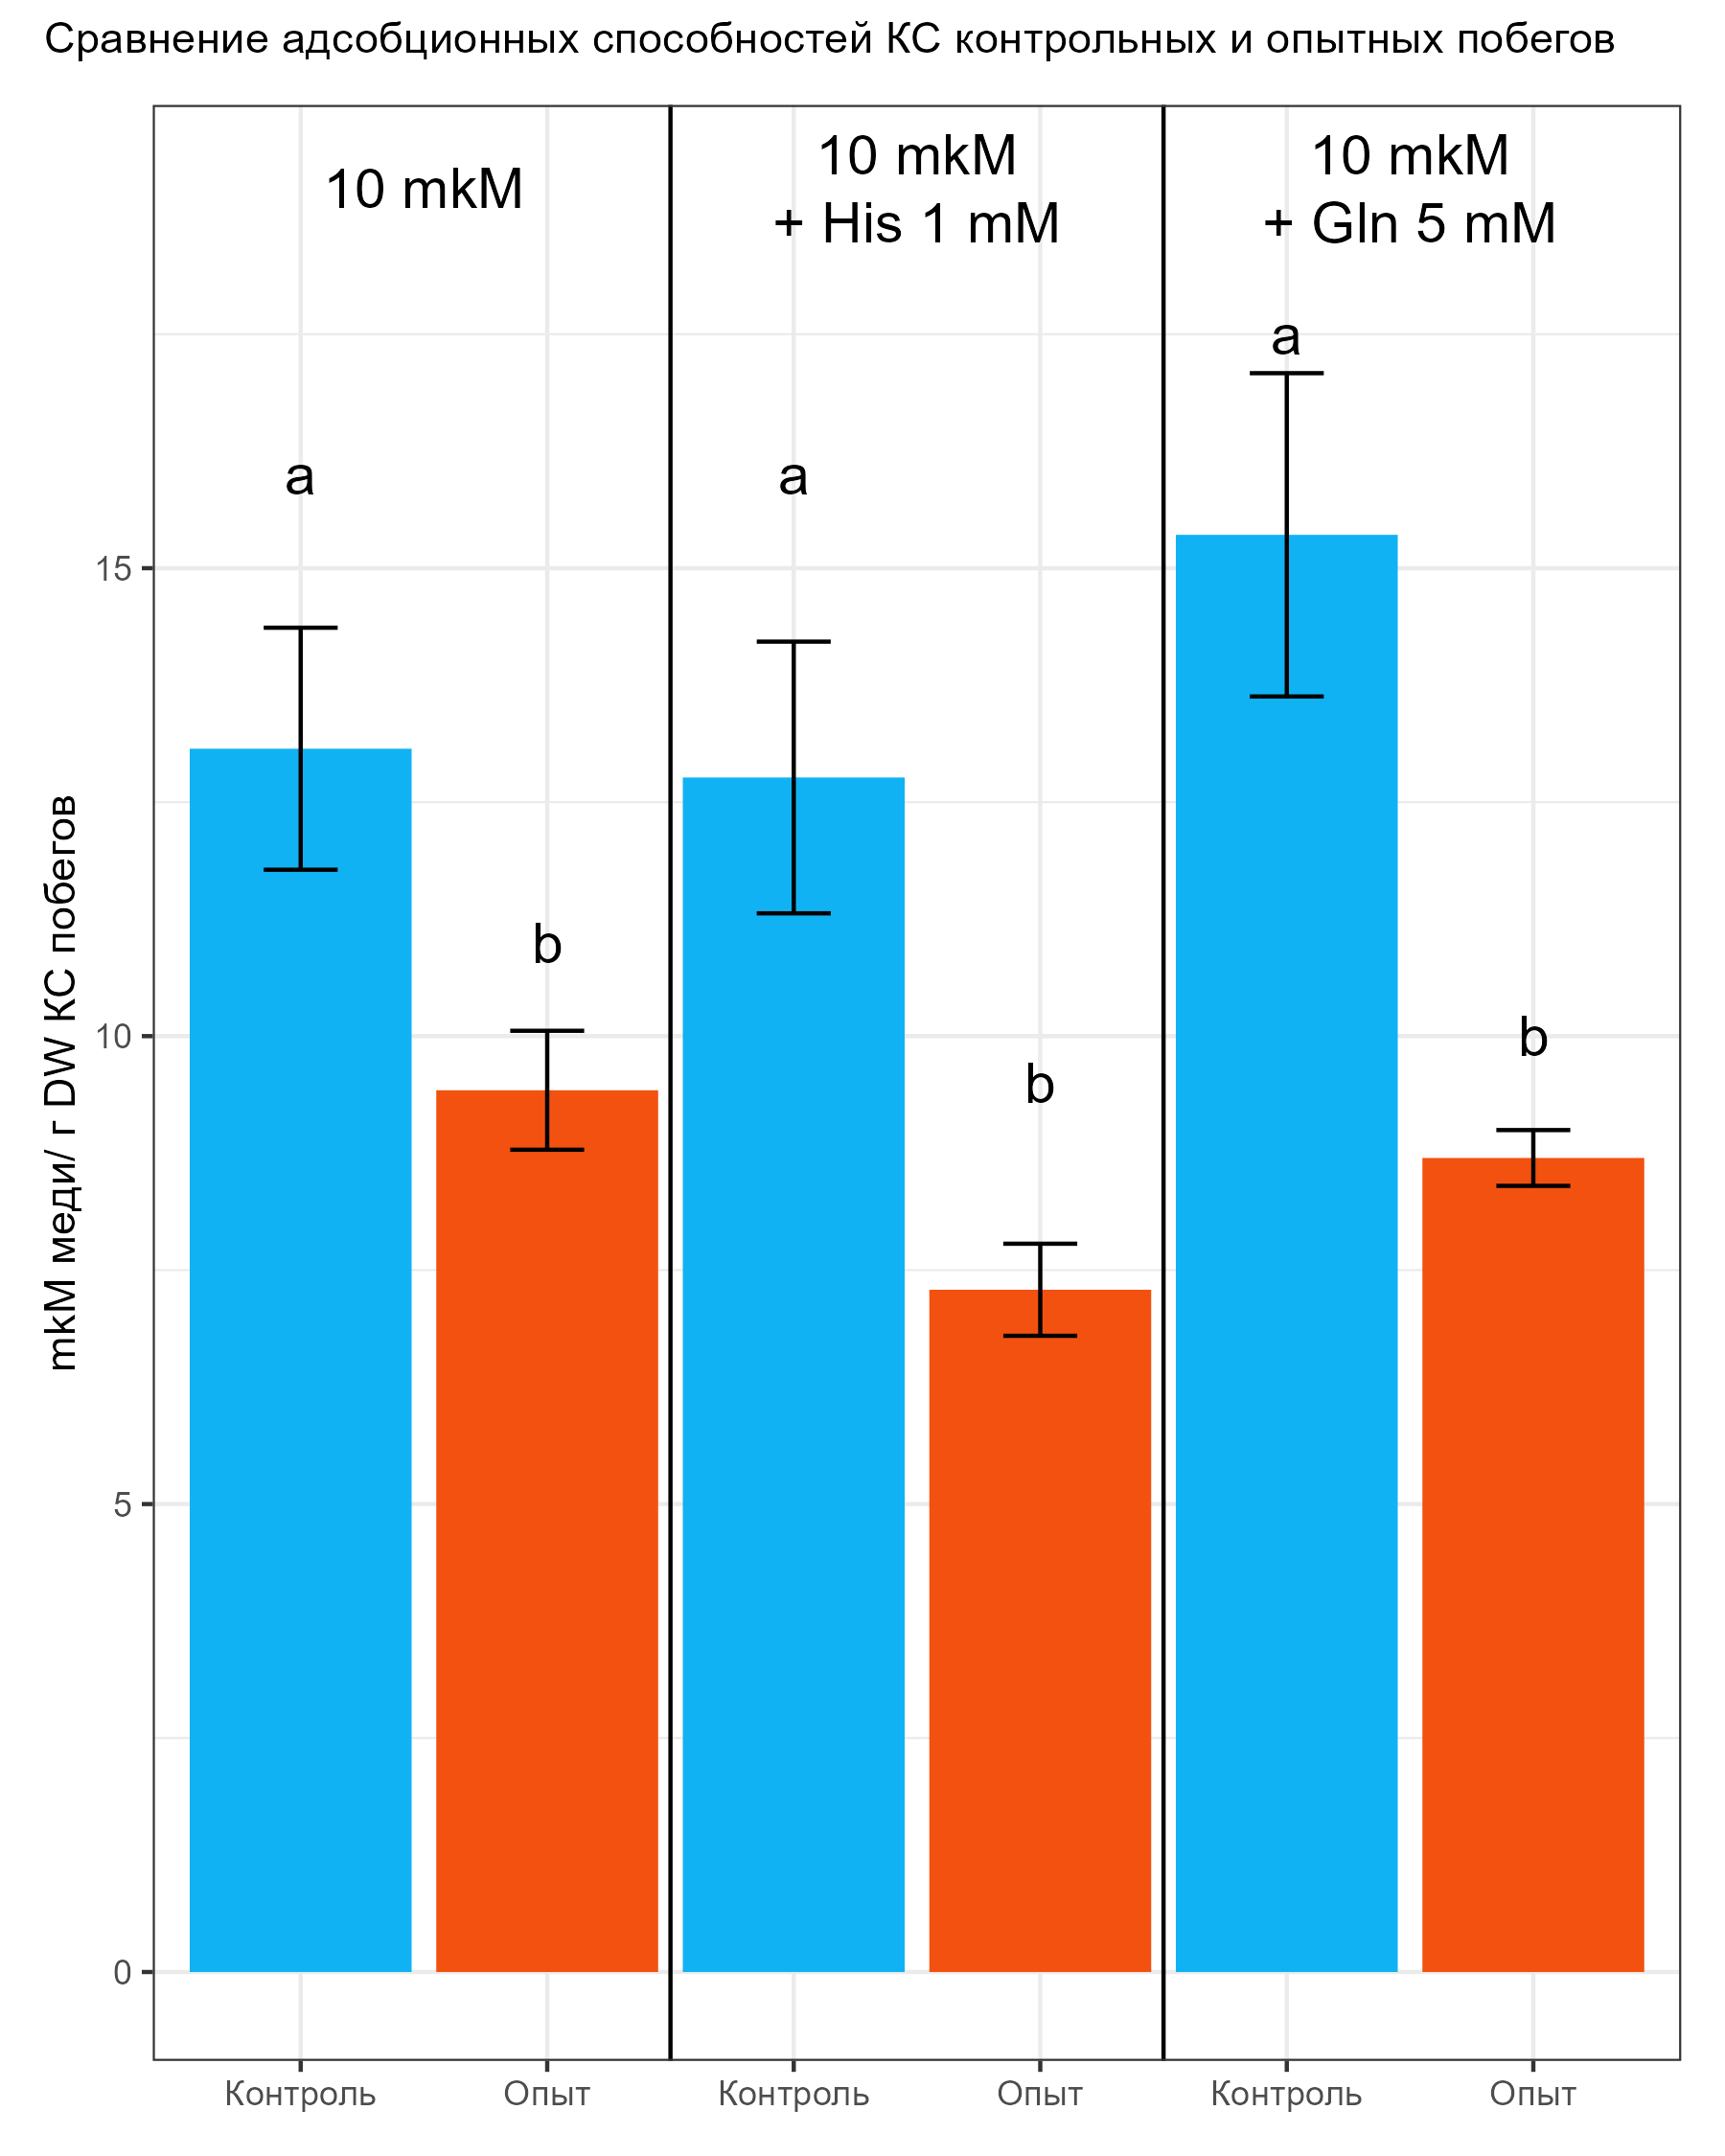 Сравнение адсобционных способностей КС контрольных и опытных побегов
10 mkM
10 mkM
+ His 1 mM
10 mkM
+ Gln 5 mM
a
b
a
b
a
b
mkM меди/ г DW КС побегов
15
10
5
0
Контроль
Опыт
Контроль
Опыт
Контроль
Опыт